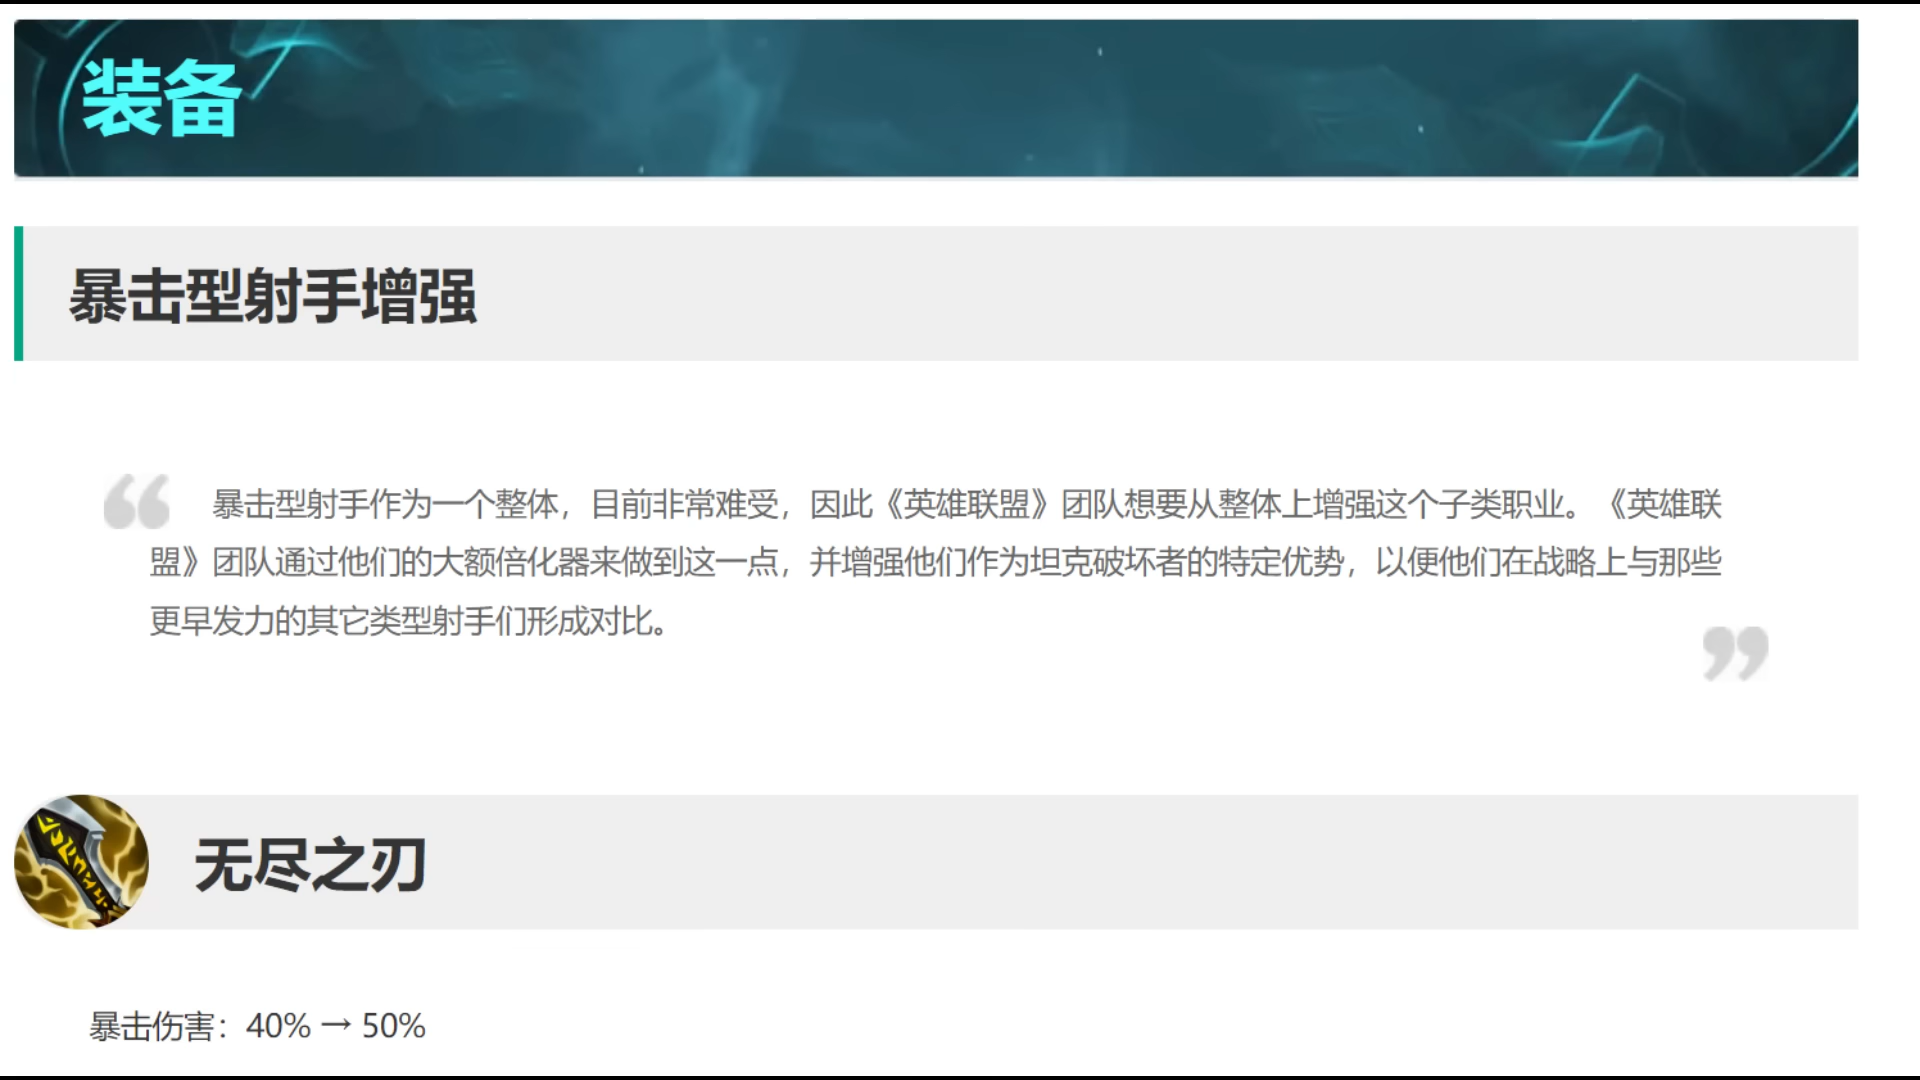 装备
暴击型射手增强
暴击型射手作为一个整体，目前非常难受，因此《英雄联盟》团队想要从整体上增强这个子类职业。《英雄联
盟》团队通过他们的大额倍化器来做到这一点，并增强他们作为坦克破坏者的特定优势，以便他们在战略上与那些
更早发力的其它类型射手们形成对比。
无尽之刃
暴击伤害：40% → 50%